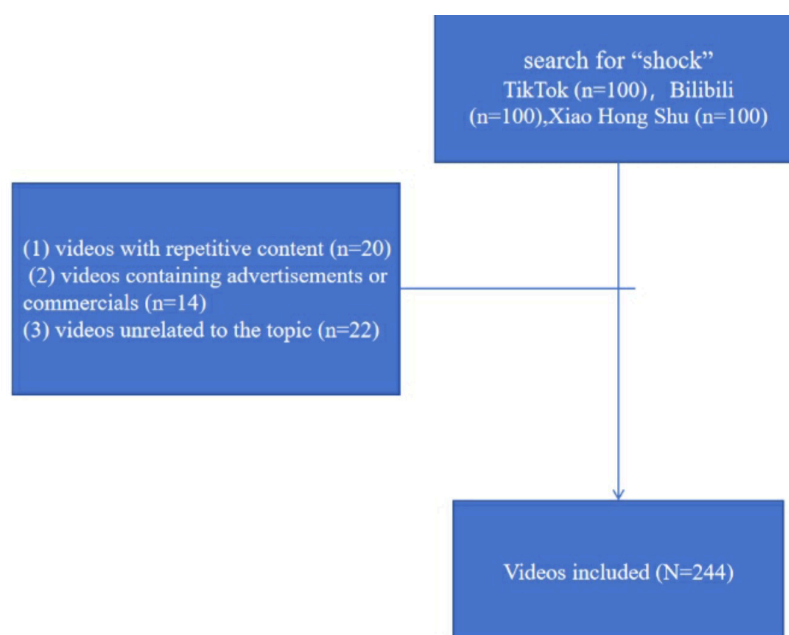 search for “shock”
TikTok (n=100)，Bilibili
(n=100),Xiao Hong Shu (n=100)
(1) videos with repetitive content (n=20)
(2) videos containing advertisements or
commercials (n=14)
(3) videos unrelated to the topic (n=22)
Videos included (N=244)